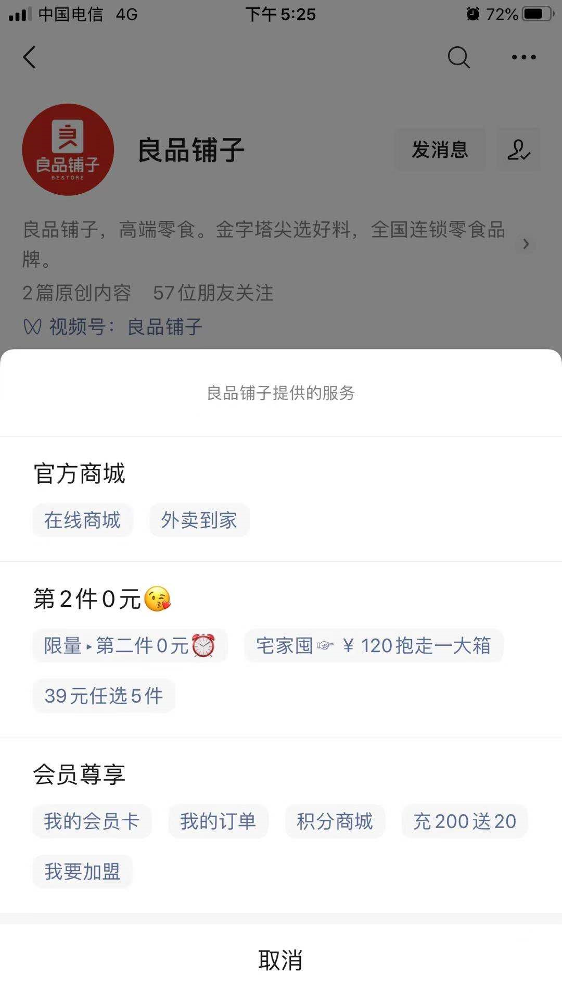 中国电信 4G 下午5:25 72%
良品铺子
BESTORE
良品铺子 发消息
良品铺子，高端零食。金字塔尖选好料，全国连锁零食品
牌。
2篇原创内容 57位朋友关注
视频号：良品铺子
良品铺子提供的服务
官方商城
在线商城 外卖到家
第2件0元😘
限量▸第二件0元⏰ 宅家囤☞ ¥120抱走一大箱
39元任选5件
会员尊享
我的会员卡 我的订单 积分商城 充200送20
我要加盟
取消